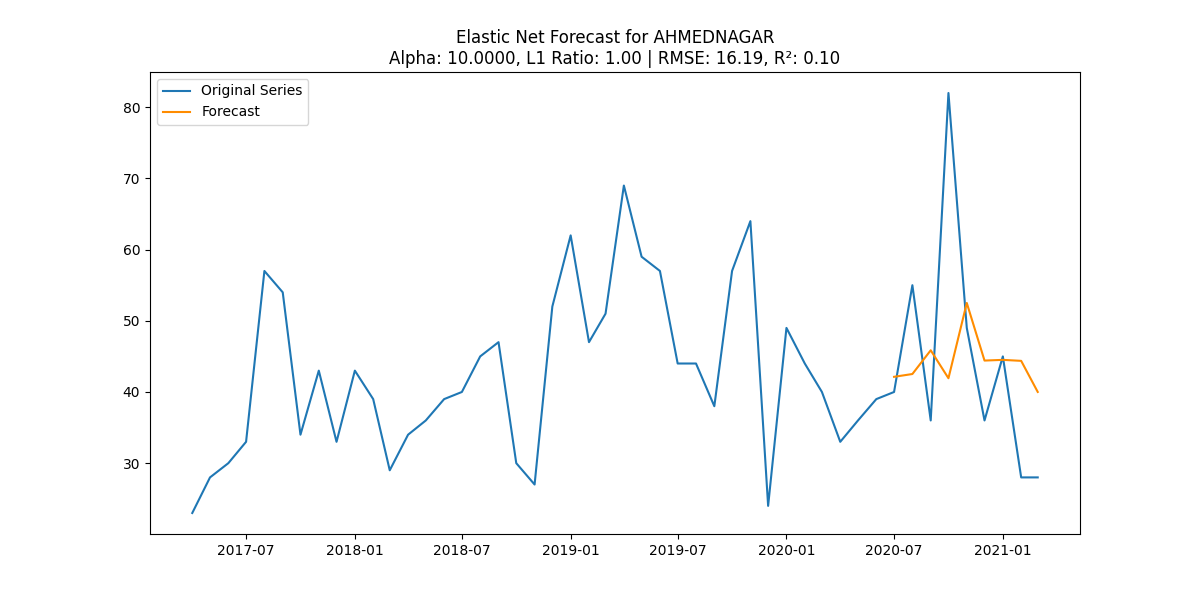 Elastic Net Forecast for AHMEDNAGAR
Alpha: 10.0000, L1 Ratio: 1.00 | RMSE: 16.19, R²: 0.10
Original Series
Forecast
80
70
60
50
40
30
2017-07 2018-01 2018-07 2019-01 2019-07 2020-01 2020-07 2021-01